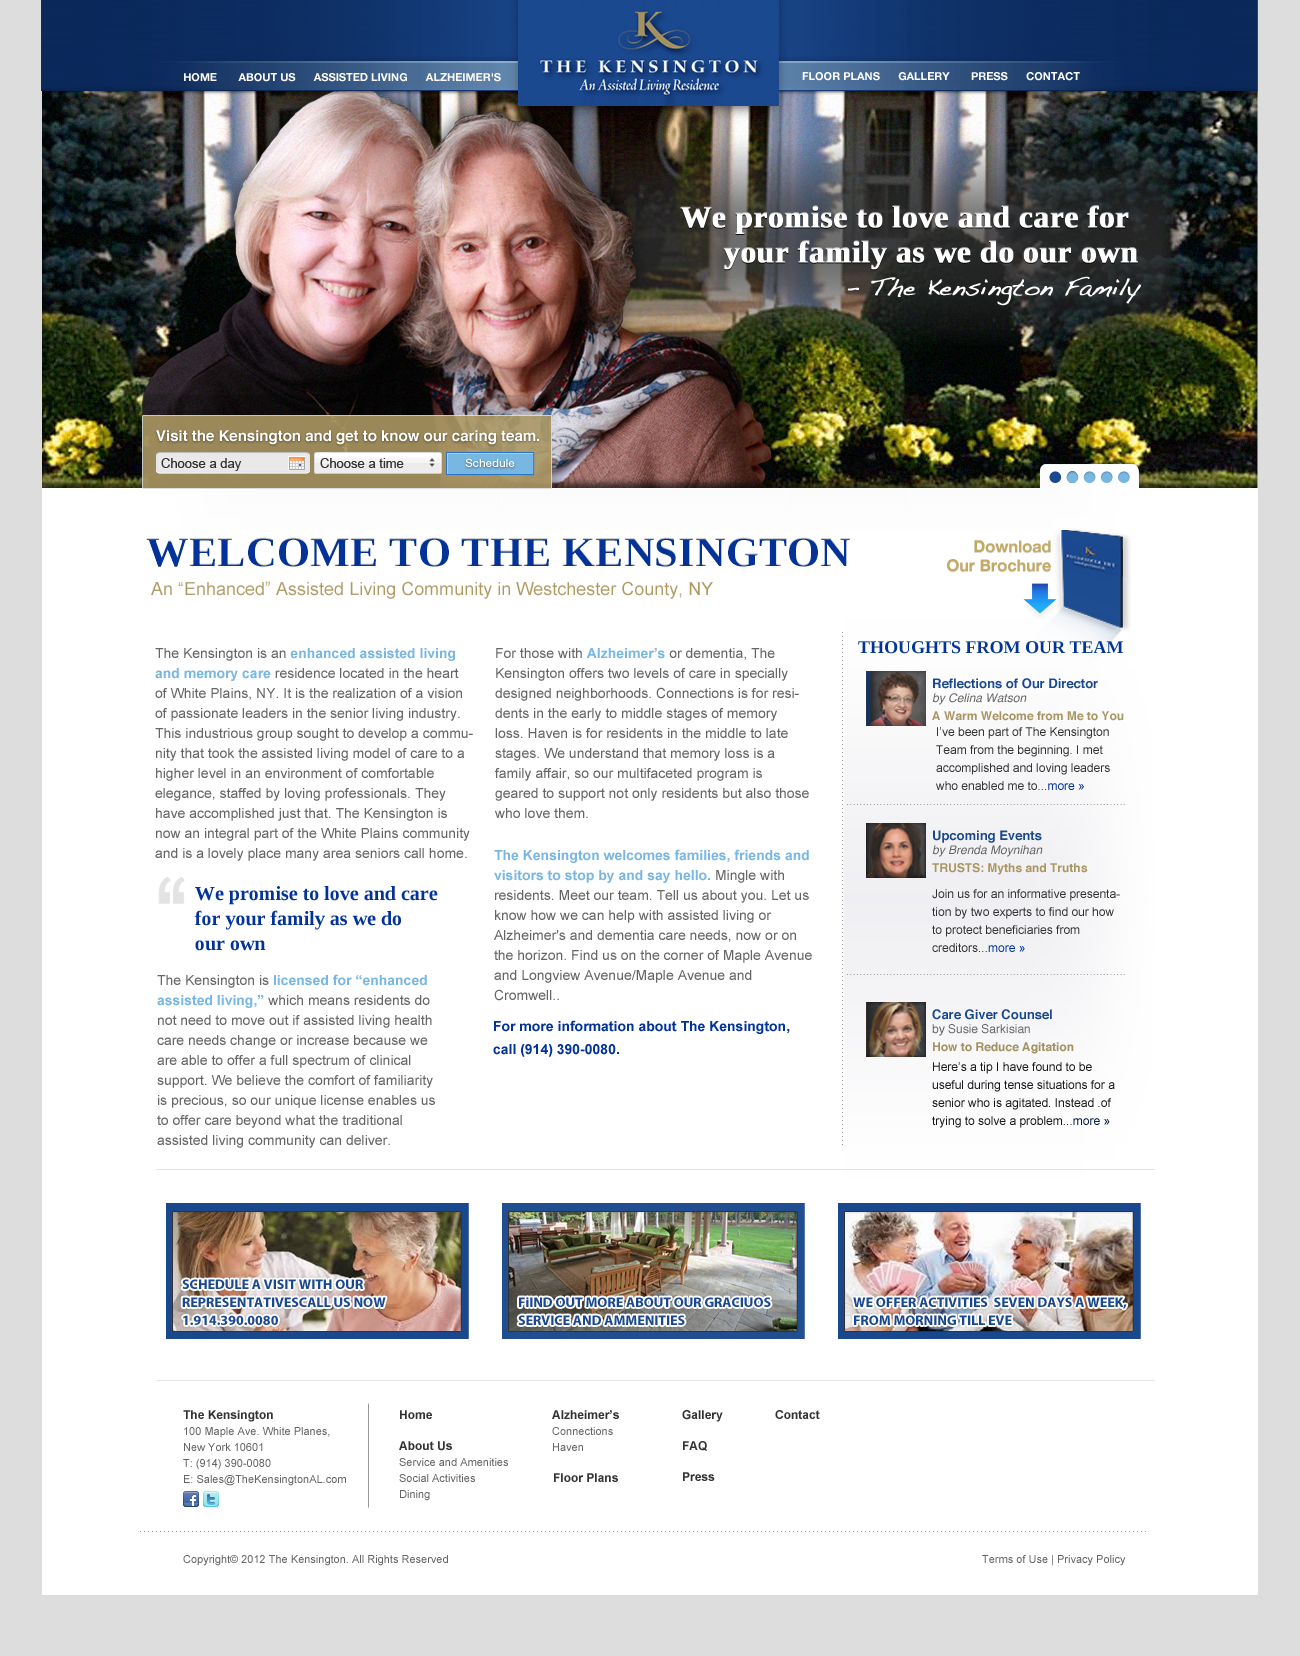 K
THE KENSINGTON
An Assisted Living Residence
HOME ABOUT US ASSISTED LIVING ALZHEIMER'S
FLOOR PLANS GALLERY PRESS CONTACT
We promise to love and care for
your family as we do our own
– The Kensington Family
Visit the Kensington and get to know our caring team.
Choose a day Choose a time Schedule
WELCOME TO THE KENSINGTON
An “Enhanced” Assisted Living Community in Westchester County, NY
Download
Our Brochure
The Kensington is an enhanced assisted living
and memory care residence located in the heart
of White Plains, NY. It is the realization of a vision
of passionate leaders in the senior living industry.
This industrious group sought to develop a commu-
nity that took the assisted living model of care to a
higher level in an environment of comfortable
elegance, staffed by loving professionals. They
have accomplished just that. The Kensington is
now an integral part of the White Plains community
and is a lovely place many area seniors call home.
“ We promise to love and care
for your family as we do
our own
The Kensington is licensed for “enhanced
assisted living,” which means residents do
not need to move out if assisted living health
care needs change or increase because we
are able to offer a full spectrum of clinical
support. We believe the comfort of familiarity
is precious, so our unique license enables us
to offer care beyond what the traditional
assisted living community can deliver.
For those with Alzheimer’s or dementia, The
Kensington offers two levels of care in specially
designed neighborhoods. Connections is for resi-
dents in the early to middle stages of memory
loss. Haven is for residents in the middle to late
stages. We understand that memory loss is a
family affair, so our multifaceted program is
geared to support not only residents but also those
who love them.
The Kensington welcomes families, friends and
visitors to stop by and say hello. Mingle with
residents. Meet our team. Tell us about you. Let us
know how we can help with assisted living or
Alzheimer's and dementia care needs, now or on
the horizon. Find us on the corner of Maple Avenue
and Longview Avenue/Maple Avenue and
Cromwell..
For more information about The Kensington,
call (914) 390-0080.
THOUGHTS FROM OUR TEAM
Reflections of Our Director
by Celina Watson
A Warm Welcome from Me to You
I’ve been part of The Kensington
Team from the beginning. I met
accomplished and loving leaders
who enabled me to...more »
Upcoming Events
by Brenda Moynihan
TRUSTS: Myths and Truths
Join us for an informative presenta-
tion by two experts to find our how
to protect beneficiaries from
creditors...more »
Care Giver Counsel
by Susie Sarkisian
How to Reduce Agitation
Here’s a tip I have found to be
useful during tense situations for a
senior who is agitated. Instead .of
trying to solve a problem...more »
SCHEDULE A VISIT WITH OUR
REPRESENTATIVESCALL US NOW
1.914.390.0080
FiIND OUT MORE ABOUT OUR GRACIUOS
SERVICE AND AMMENITIES
WE OFFER ACTIVITIES SEVEN DAYS A WEEK,
FROM MORNING TILL EVE
The Kensington
100 Maple Ave. White Planes,
New York 10601
T: (914) 390-0080
E: Sales@TheKensingtonAL.com
Home
About Us
Service and Amenities
Social Activities
Dining
Alzheimer’s
Connections
Haven
Floor Plans
Gallery
FAQ
Press
Contact
Copyright© 2012 The Kensington. All Rights Reserved
Terms of Use | Privacy Policy